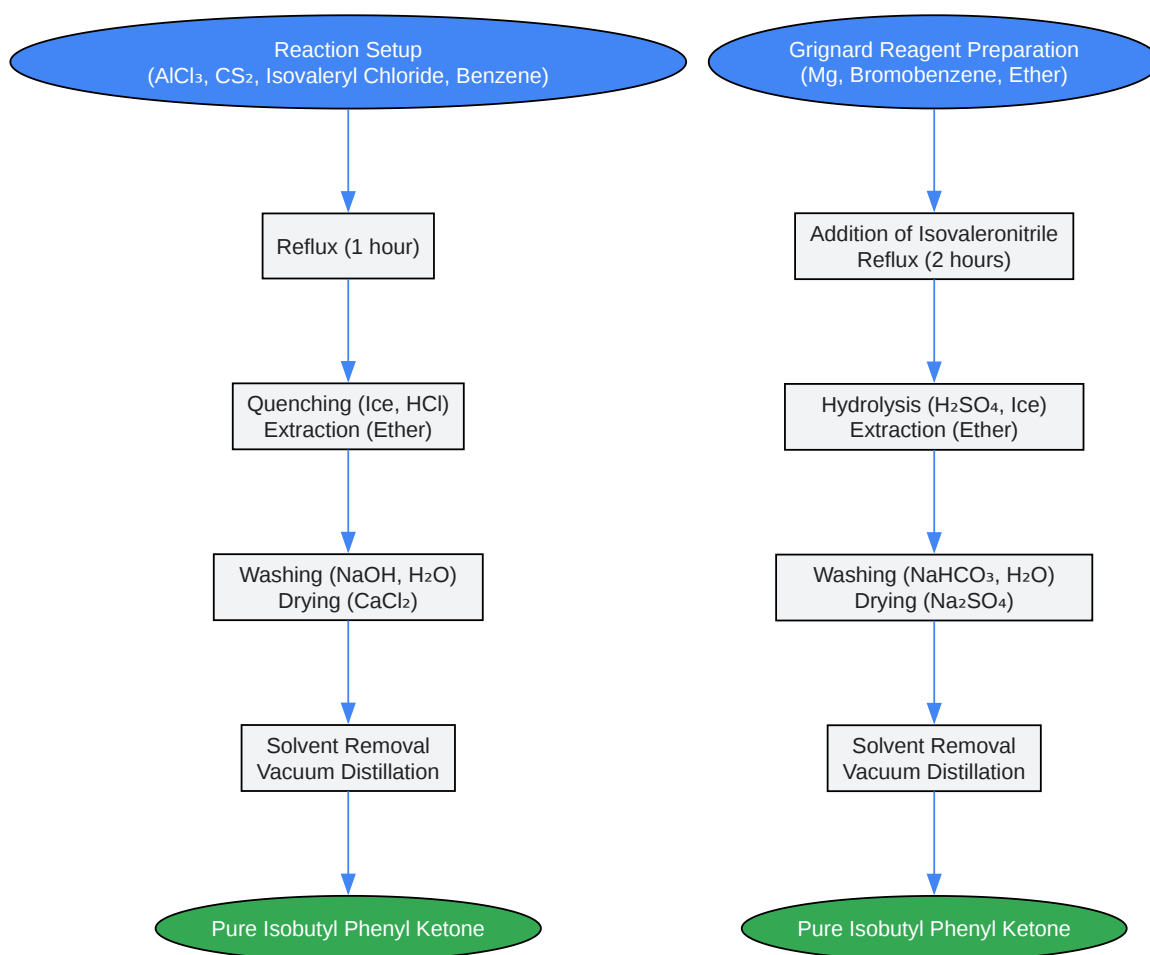 Reaction Setup
(AlCl₃, CS₂, Isovaleryl Chloride, Benzene)
Reflux (1 hour)
Quenching (Ice, HCl)
Extraction (Ether)
Washing (NaOH, H₂O)
Drying (CaCl₂)
Solvent Removal
Vacuum Distillation
Pure Isobutyl Phenyl Ketone
Grignard Reagent Preparation
(Mg, Bromobenzene, Ether)
Addition of Isovaleronitrile
Reflux (2 hours)
Hydrolysis (H₂SO₄, Ice)
Extraction (Ether)
Washing (NaHCO₃, H₂O)
Drying (Na₂SO₄)
Solvent Removal
Vacuum Distillation
Pure Isobutyl Phenyl Ketone